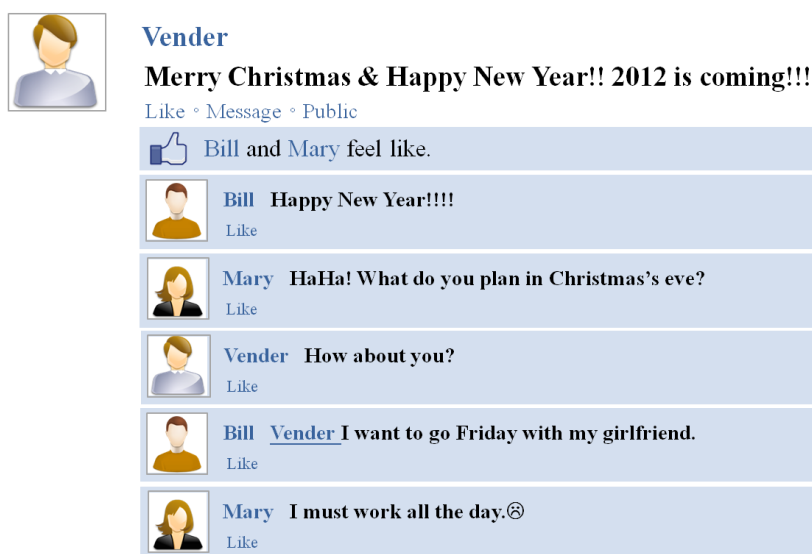 Vender
Merry Christmas & Happy New Year!! 2012 is coming!!!
Like ◦ Message ◦ Public
Bill and Mary feel like.
Bill Happy New Year!!!!
Like
Mary HaHa! What do you plan in Christmas’s eve?
Like
Vender How about you?
Like
Bill Vender I want to go Friday with my girlfriend.
Like
Mary I must work all the day.☹
Like